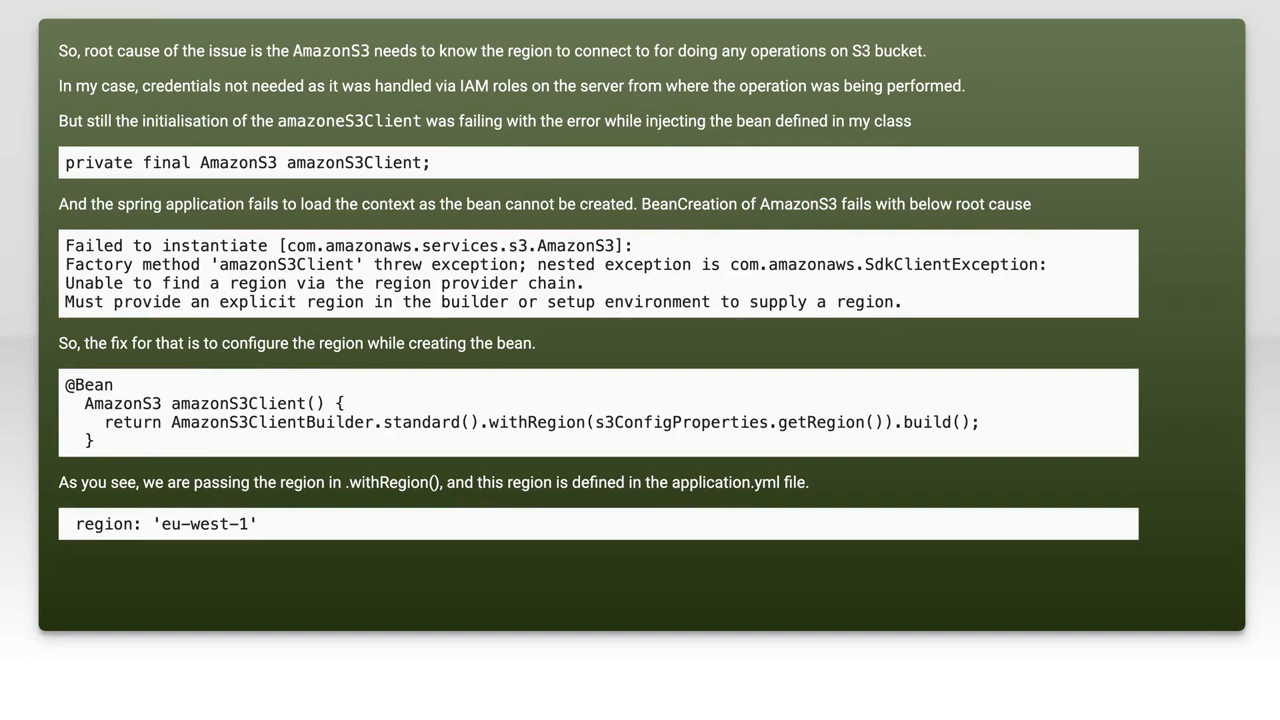 So, root cause of the issue is the AmazonS3 needs to know the region to connect to for doing any operations on S3 bucket.
In my case, credentials not needed as it was handled via IAM roles on the server from where the operation was being performed.
But still the initialisation of the amazoneS3Client was failing with the error while injecting the bean defined in my class
private final AmazonS3 amazonS3Client;
And the spring application fails to load the context as the bean cannot be created. BeanCreation of AmazonS3 fails with below root cause
Failed to instantiate [com.amazonaws.services.s3.AmazonS3]:
Factory method 'amazonS3Client' threw exception; nested exception is com.amazonaws.SdkClientException:
Unable to find a region via the region provider chain.
Must provide an explicit region in the builder or setup environment to supply a region.
So, the fix for that is to configure the region while creating the bean.
@Bean
AmazonS3 amazonS3Client() {
return AmazonS3ClientBuilder.standard().withRegion(s3ConfigProperties.getRegion()).build();
}
As you see, we are passing the region in .withRegion(), and this region is defined in the application.yml file.
region: 'eu-west-1'